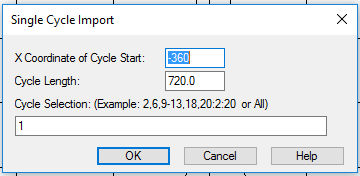 Single Cycle Import
X Coordinate of Cycle Start: -360
Cycle Length: 720.0
Cycle Selection: (Example: 2,6,9-13,18,20:2:20 or All)
1
OK Cancel Help